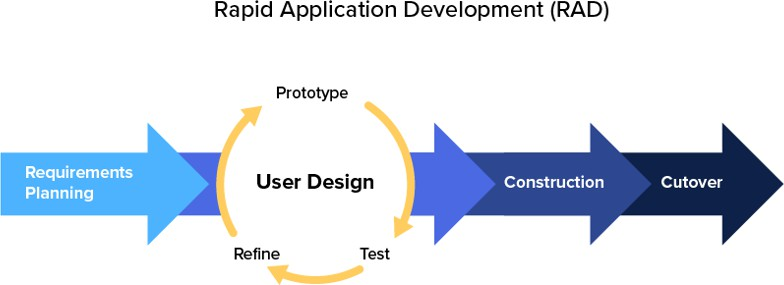 Rapid Application Development (RAD)
Prototype
Requirements
Planning
User Design
Construction
Cutover
Refine
Test